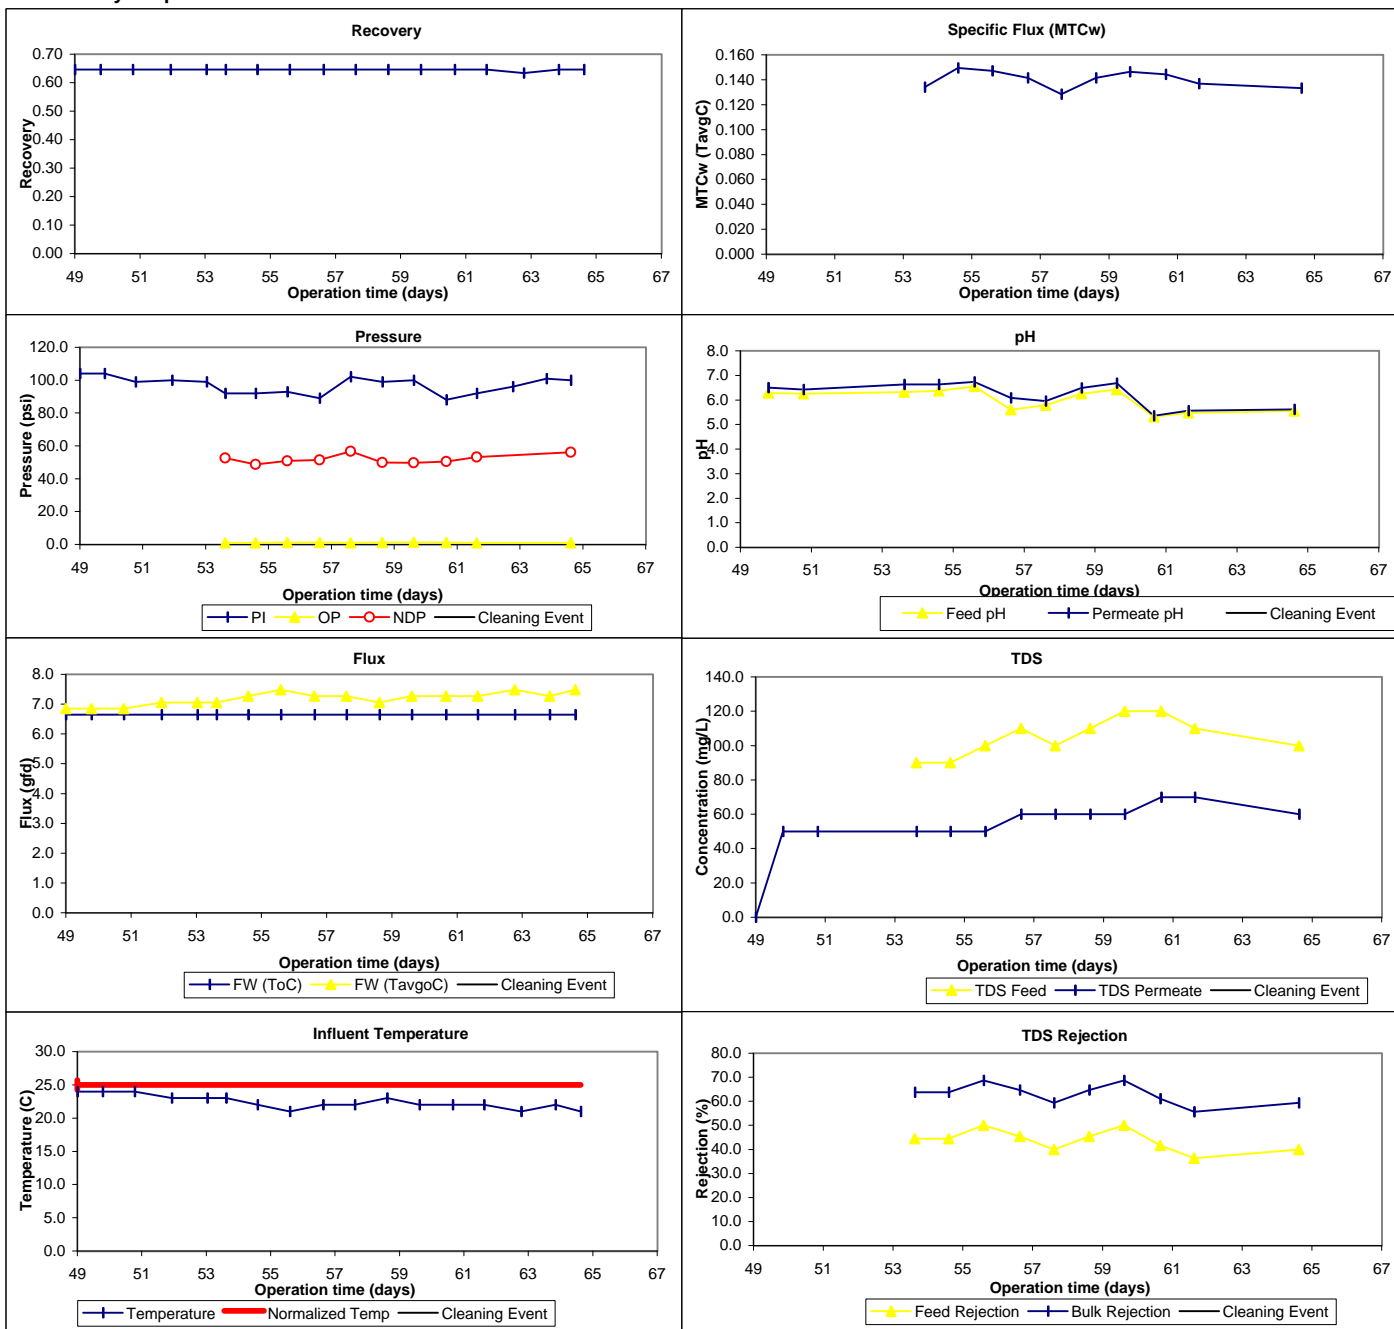 Recovery
0.70
0.60
0.50
0.40
0.30
0.20
0.10
0.00
Recovery
49 51 53 55 57 59 61 63 65 67
Operation time (days)
Specific Flux (MTCw)
0.160
0.140
0.120
0.100
0.080
0.060
0.040
0.020
0.000
MTCw (TavgC)
49 51 53 55 57 59 61 63 65 67
Operation time (days)
Pressure
120.0
100.0
80.0
60.0
40.0
20.0
0.0
Pressure (psi)
49 51 53 55 57 59 61 63 65 67
Operation time (days)
PI OP NDP Cleaning Event
pH
8.0
7.0
6.0
5.0
4.0
3.0
2.0
1.0
0.0
pH
49 51 53 55 57 59 61 63 65 67
Operation time (days)
Feed pH Permeate pH Cleaning Event
Flux
8.0
7.0
6.0
5.0
4.0
3.0
2.0
1.0
0.0
Flux (gfd)
49 51 53 55 57 59 61 63 65 67
Operation time (days)
FW (ToC) FW (TavgoC) Cleaning Event
TDS
140.0
120.0
100.0
80.0
60.0
40.0
20.0
0.0
Concentration (mg/L)
49 51 53 55 57 59 61 63 65 67
Operation time (days)
TDS Feed TDS Permeate Cleaning Event
Influent Temperature
30.0
25.0
20.0
15.0
10.0
5.0
0.0
Temperature (C)
49 51 53 55 57 59 61 63 65 67
Operation time (days)
Temperature Normalized Temp Cleaning Event
TDS Rejection
80.0
70.0
60.0
50.0
40.0
30.0
20.0
10.0
0.0
Rejection (%)
49 51 53 55 57 59 61 63 65 67
Operation time (days)
Feed Rejection Bulk Rejection Cleaning Event